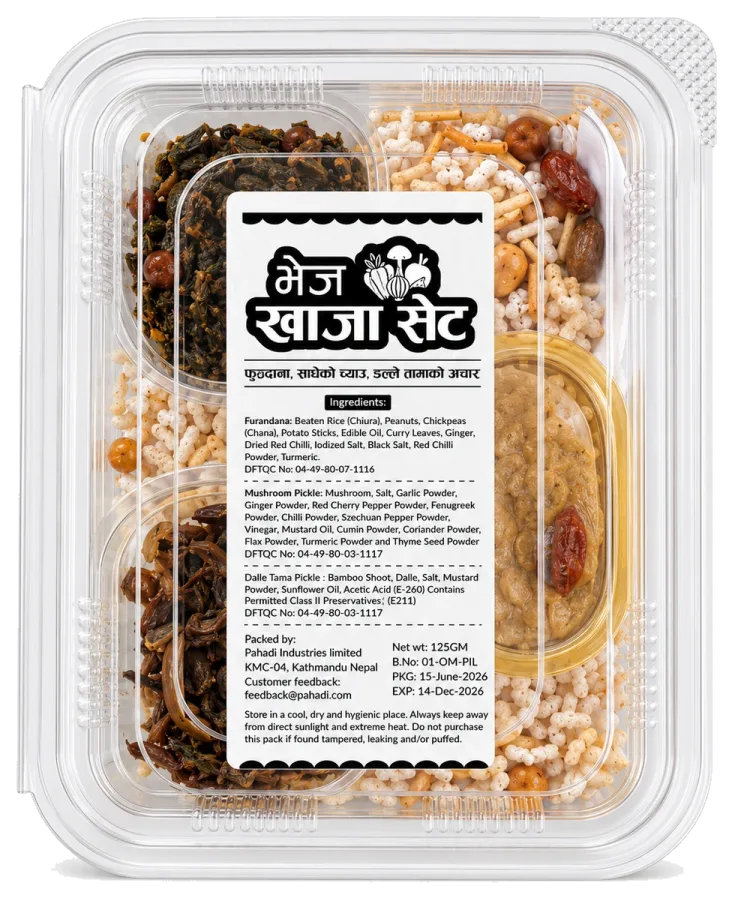 भेज
खाजा सेट
फुरन्दाना, साधेको च्याउ, डल्ले तामाको अचार
Ingredients:
Furandana: Beaten Rice (Chiura), Peanuts, Chickpeas
(Chana), Potato Sticks, Edible Oil, Curry Leaves, Ginger,
Dried Red Chilli, Iodized Salt, Black Salt, Red Chilli
Powder, Turmeric.
DFTQC No: 04-49-80-07-1116
Mushroom Pickle: Mushroom, Salt, Garlic Powder,
Ginger Powder, Red Cherry Pepper Powder, Fenugreek
Powder, Chilli Powder, Szechuan Pepper Powder,
Vinegar, Mustard Oil, Cumin Powder, Coriander Powder,
Flax Powder, Turmeric Powder and Thyme Seed Powder
DFTQC No: 04-49-80-03-1117
Dalle Tama Pickle : Bamboo Shoot, Dalle, Salt, Mustard
Powder, Sunflower Oil, Acetic Acid (E-260) Contains
Permitted Class II Preservatives; (E211)
DFTQC No: 04-49-80-03-1117
Packed by:
Pahadi Industries limited
KMC-04, Kathmandu Nepal
Customer feedback:
feedback@pahadi.com
Net wt: 125GM
B.No: 01-OM-PIL
PKG: 15-June-2026
EXP: 14-Dec-2026
Store in a cool, dry and hygienic place. Always keep away
from direct sunlight and extreme heat. Do not purchase
this pack if found tampered, leaking and/or puffed.